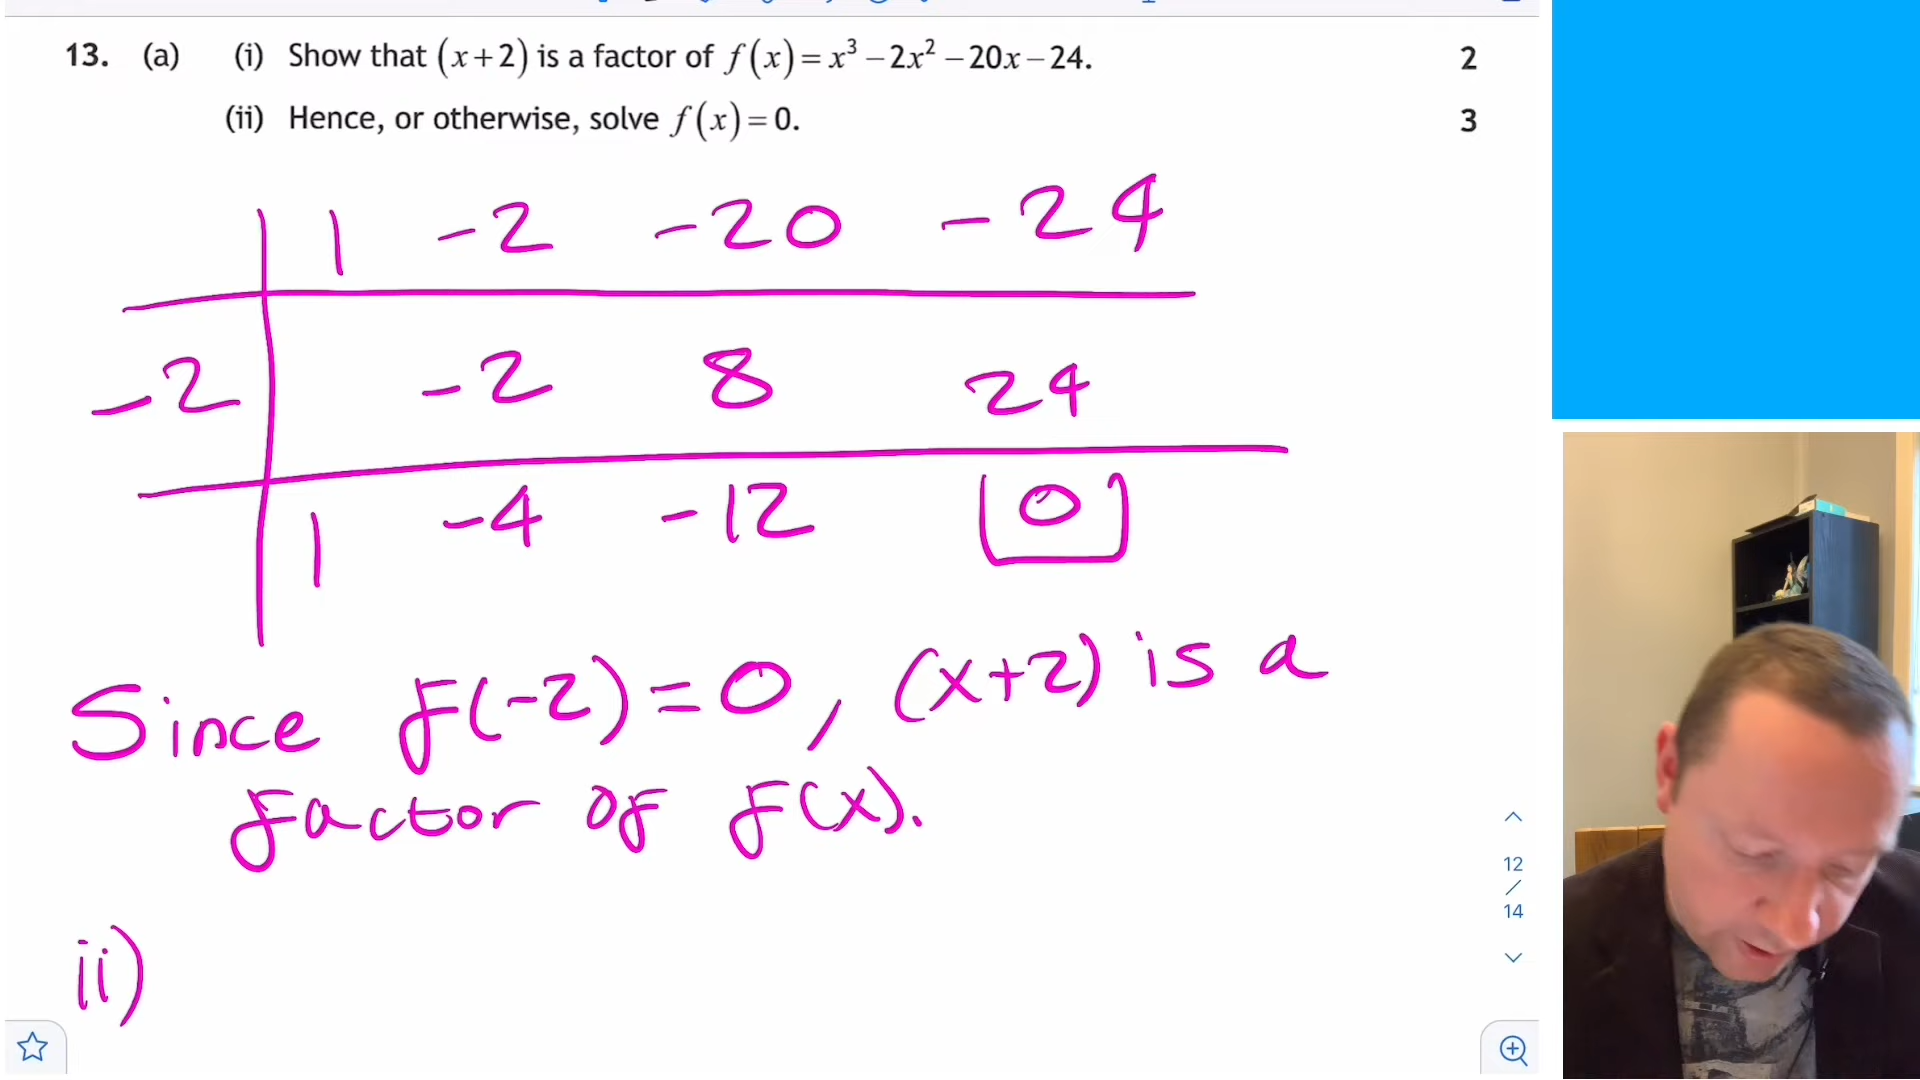 13. (a) (i) Show that (x+2) is a factor of f(x)=x³−2x²−20x−24. 2
(ii) Hence, or otherwise, solve f(x)=0. 3
1 -2 -20 -24
-2 -2 8 24
1 -4 -12 0
Since f(-2)=0, (x+2) is a
factor of f(x).
ii)
12
/
14